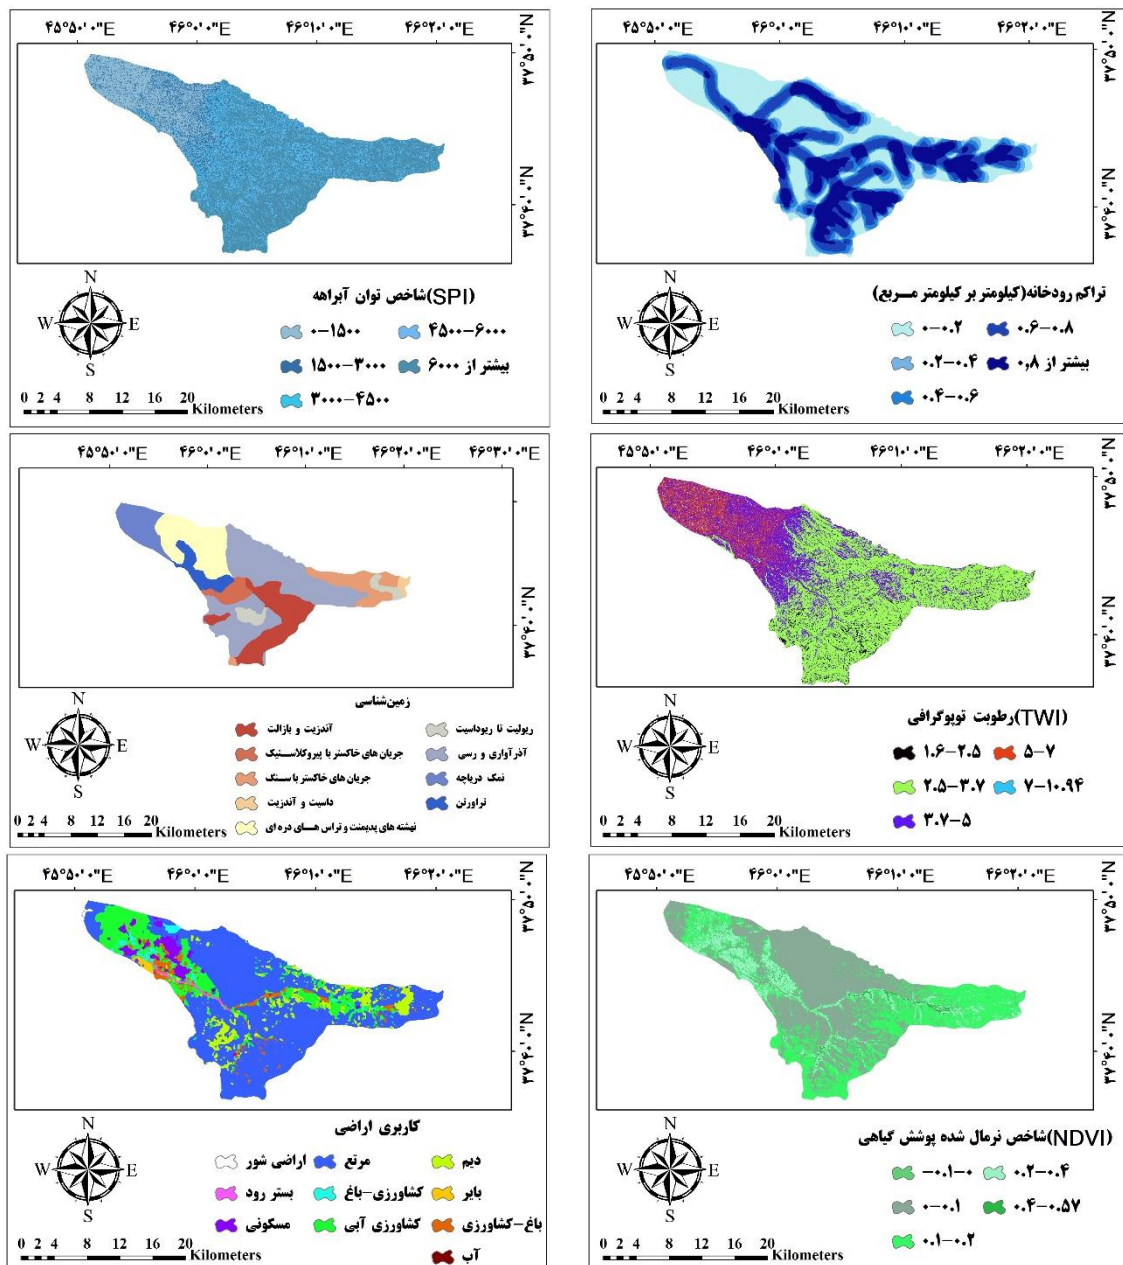 ۴۵°۵۰'۰"E ۴۶°۰'۰"E ۴۶°۱۰'۰"E ۴۶°۲۰'۰"E
۳۷°۵۰'۰"N
۳۷°۴۰'۰"N
N
W E
S
شاخص توان آبراهه(SPI)
۰-۱۵۰۰ ۴۵۰۰-۶۰۰۰
۱۵۰۰-۳۰۰۰ بیشتر از ۶۰۰۰
۳۰۰۰-۴۵۰۰
0 2 4 8 12 16 20
Kilometers
۴۵°۵۰'۰"E ۴۶°۰'۰"E ۴۶°۱۰'۰"E ۴۶°۲۰'۰"E
۳۷°۵۰'۰"N
۳۷°۴۰'۰"N
N
W E
S
تراکم رودخانه(کیلومتر بر کیلومتر مربع)
۰-۰.۲ ۰.۶-۰.۸
۰.۲-۰.۴ بیشتر از ۰,۸
۰.۴-۰.۶
0 2 4 8 12 16 20
Kilometers
۴۵°۵۰'۰"E ۴۶°۰'۰"E ۴۶°۱۰'۰"E ۴۶°۲۰'۰"E ۴۶°۳۰'۰"E
۳۷°۵۰'۰"N
۳۷°۴۰'۰"N
N
W E
S
زمین‌شناسی
آندزیت و بازالت ریولیت تا ریوداسیت
جریان های خاکستر با پیروکلاستیک آذرآواری و رسی
جریان های خاکستر با سنگ نمک دریاچه
داسیت و آندزیت تراورتن
نهشته های پدیمنت و تراس های دره ای
0 2 4 8 12 16 20
Kilometers
۴۵°۵۰'۰"E ۴۶°۰'۰"E ۴۶°۱۰'۰"E ۴۶°۲۰'۰"E
۳۷°۵۰'۰"N
۳۷°۴۰'۰"N
N
W E
S
رطوبت توپوگرافی(TWI)
۱.۶-۲.۵ ۵-۷
۲.۵-۳.۷ ۷-۱۰.۹۴
۳.۷-۵
0 2 4 8 12 16 20
Kilometers
۴۵°۵۰'۰"E ۴۶°۰'۰"E ۴۶°۱۰'۰"E ۴۶°۲۰'۰"E
۳۷°۵۰'۰"N
۳۷°۴۰'۰"N
N
W E
S
کاربری اراضی
اراضی شور مرتع دیم
بستر رود کشاورزی-باغ بایر
مسکونی کشاورزی آبی باغ-کشاورزی
آب
0 2 4 8 12 16 20
Kilometers
۴۵°۵۰'۰"E ۴۶°۰'۰"E ۴۶°۱۰'۰"E ۴۶°۲۰'۰"E
۳۷°۵۰'۰"N
۳۷°۴۰'۰"N
N
W E
S
شاخص نرمال شده پوشش گیاهی(NDVI)
-۰.۱-۰ ۰.۲-۰.۴
۰-۰.۱ ۰.۴-۰.۵۷
۰.۱-۰.۲
0 2 4 8 12 16 20
Kilometers